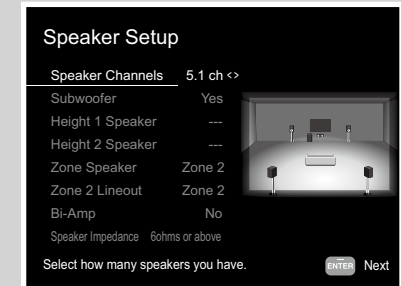 Speaker Setup
Speaker Channels 5.1 ch <>
Subwoofer Yes
Height 1 Speaker ---
Height 2 Speaker ---
Zone Speaker Zone 2
Zone 2 Lineout Zone 2
Bi-Amp No
Speaker Impedance 6ohms or above
Select how many speakers you have. ENTER Next